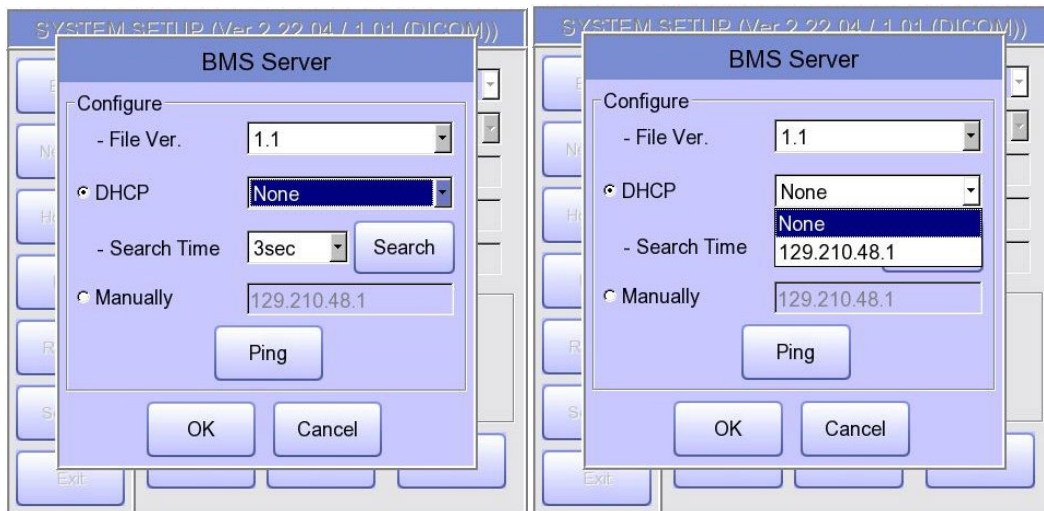 SYSTEM SETUP (Ver 2.22.04 / 1.01 (DICOM))
BMS Server
Configure
- File Ver.
1.1
DHCP
None
- Search Time
3sec
Search
Manually
129.210.48.1
Ping
OK
Cancel
Exit
SYSTEM SETUP (Ver 2.22.04 / 1.01 (DICOM))
BMS Server
Configure
- File Ver.
1.1
DHCP
None
None
129.210.48.1
- Search Time
Manually
129.210.48.1
Ping
OK
Cancel
Exit